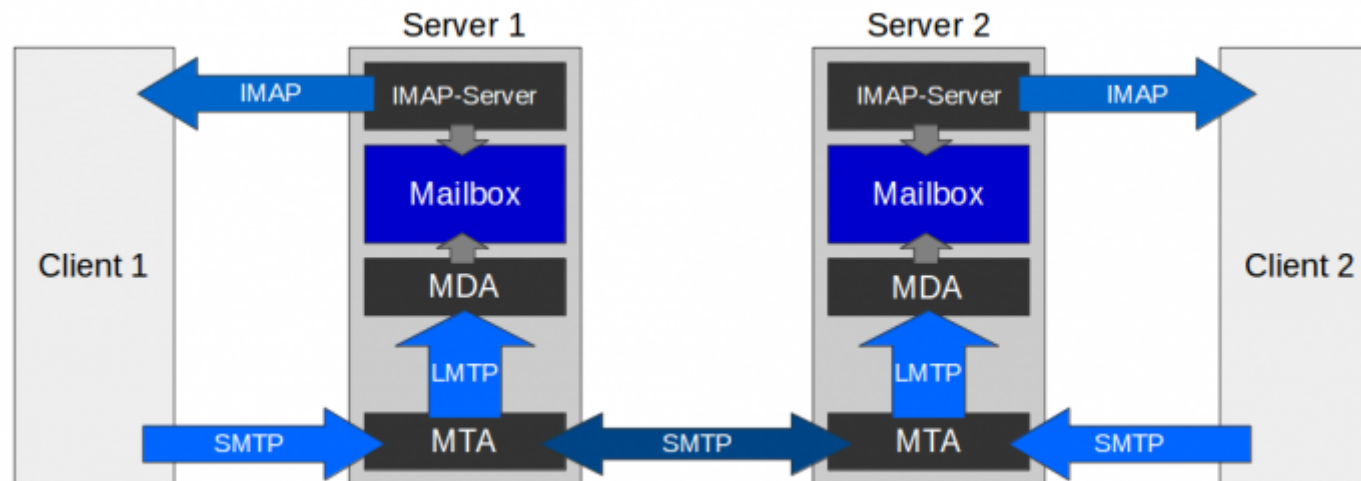 Server 1
Server 2
IMAP
IMAP-Server
IMAP-Server
IMAP
Mailbox
Mailbox
Client 1
Client 2
MDA
MDA
LMTP
LMTP
SMTP
MTA
SMTP
MTA
SMTP